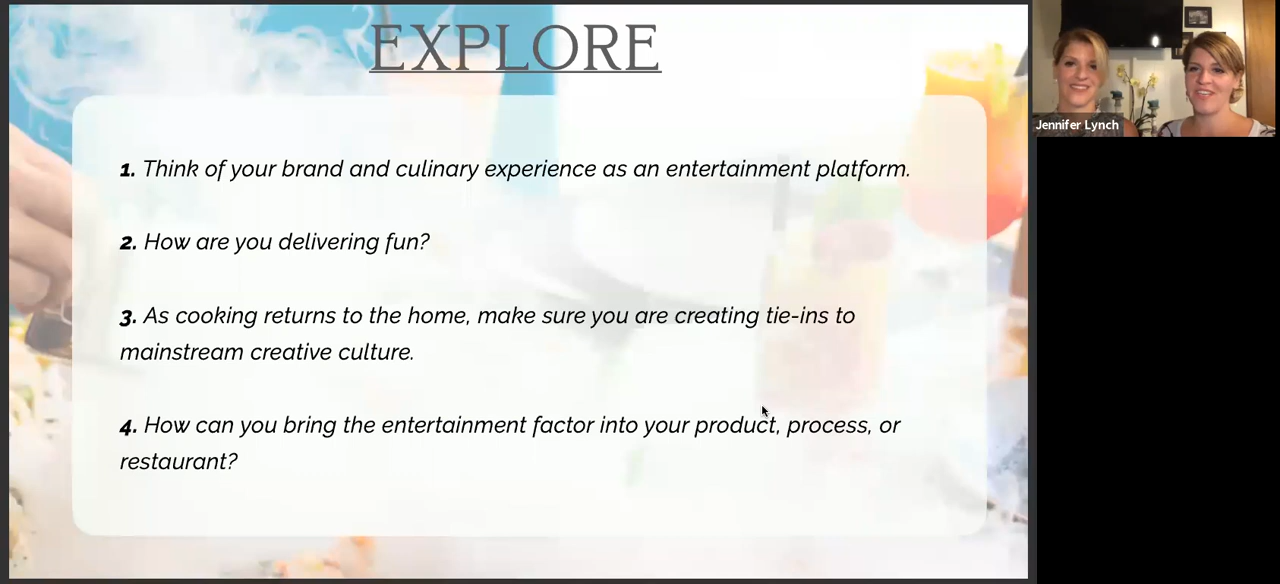 EXPLORE
1. Think of your brand and culinary experience as an entertainment platform.
2. How are you delivering fun?
3. As cooking returns to the home, make sure you are creating tie-ins to
mainstream creative culture.
4. How can you bring the entertainment factor into your product, process, or
restaurant?
Jennifer Lynch